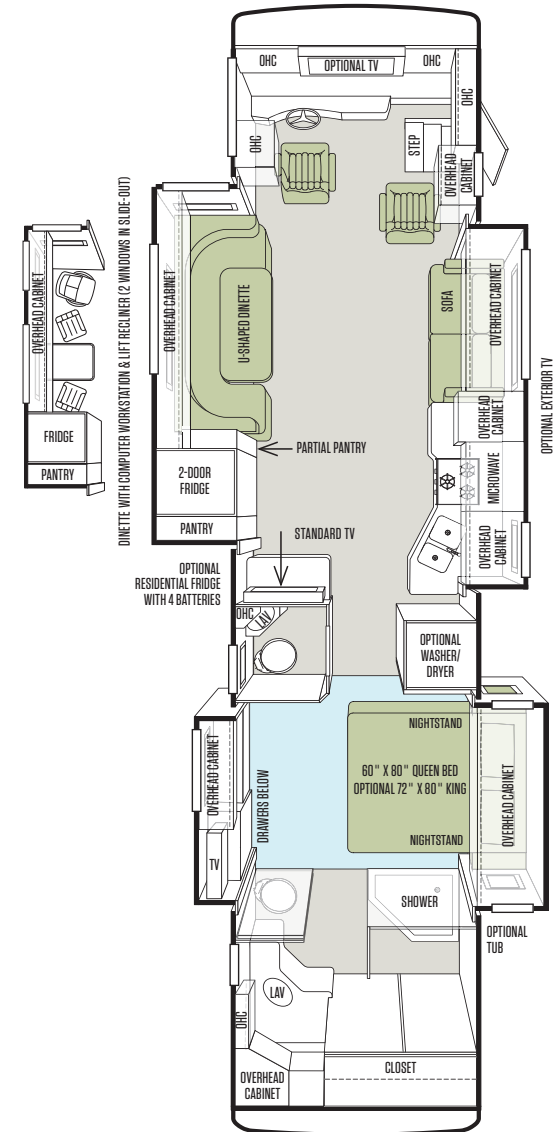 OHC
OPTIONAL TV
OHC
OHC
OHC
STEP
OVERHEAD
CABINET
OVERHEAD CABINET
FRIDGE
PANTRY
DINETTE WITH COMPUTER WORKSTATION & LIFT RECLINER (2 WINDOWS IN SLIDE-OUT)
OVERHEAD CABINET
U-SHAPED DINETTE
SOFA
OVERHEAD CABINET
OPTIONAL EXTERIOR TV
OVERHEAD
CABINET
MICROWAVE
OVERHEAD
CABINET
PARTIAL PANTRY
2-DOOR
FRIDGE
PANTRY
STANDARD TV
OPTIONAL
RESIDENTIAL FRIDGE
WITH 4 BATTERIES
OHC
LAV
OPTIONAL
WASHER/
DRYER
NIGHTSTAND
60" X 80" QUEEN BED
OPTIONAL 72" X 80" KING
NIGHTSTAND
OVERHEAD CABINET
OVERHEAD CABINET
DRAWERS BELOW
TV
SHOWER
OPTIONAL
TUB
LAV
OHC
OVERHEAD
CABINET
CLOSET